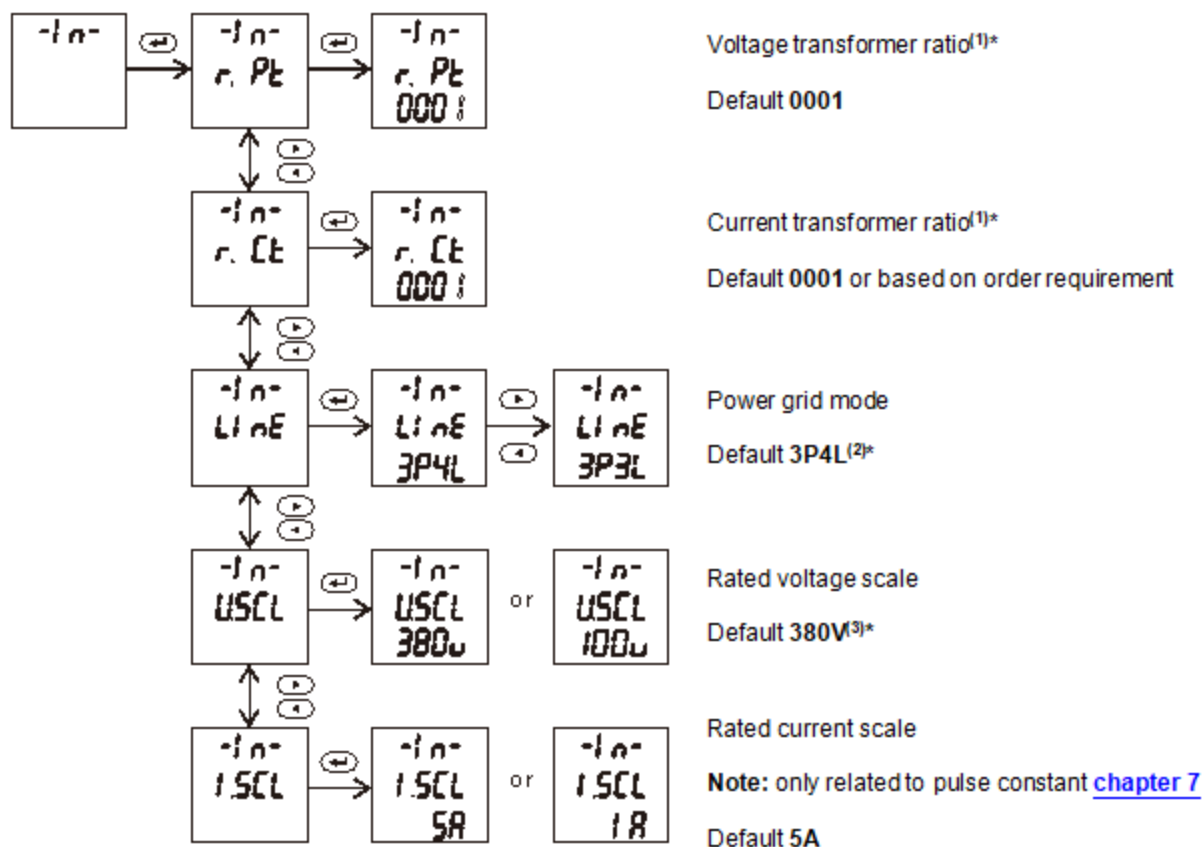 -In-
-In-
r. Pt
-In-
r. Pt
0001
Voltage transformer ratio(1)*
Default 0001
-In-
r. Ct
-In-
r. Ct
0001
Current transformer ratio(1)*
Default 0001 or based on order requirement
-In-
LInE
-In-
LInE
3P4L
-In-
LInE
3P3L
Power grid mode
Default 3P4L(2)*
-In-
U.SCL
-In-
U.SCL
380u
or
-In-
U.SCL
100u
Rated voltage scale
Default 380V(3)*
-In-
I.SCL
-In-
I.SCL
5A
or
-In-
I.SCL
1A
Rated current scale
Note: only related to pulse constant chapter 7
Default 5A